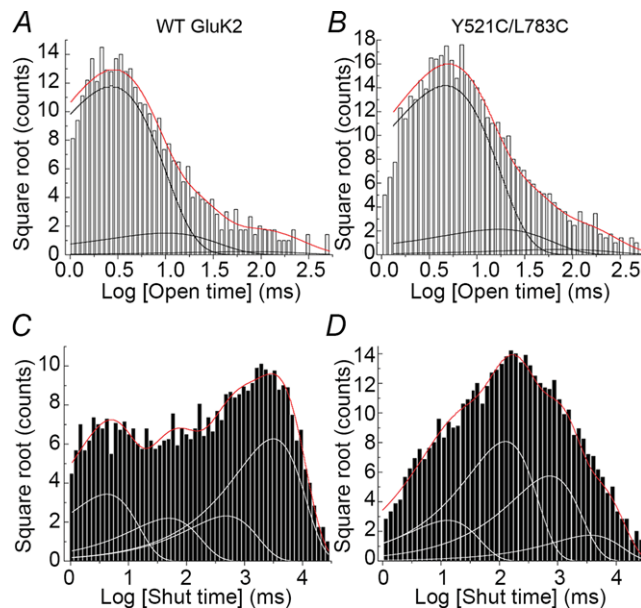 A WT GluK2
B Y521C/L783C
Square root (counts)
14
12
10
8
6
4
2
0
0.0 0.5 1.0 1.5 2.0 2.5
Log [Open time] (ms)
Square root (counts)
18
16
14
12
10
8
6
4
2
0
0.0 0.5 1.0 1.5 2.0 2.5
Log [Open time] (ms)
C
Square root (counts)
10
8
6
4
2
0
0 1 2 3 4
Log [Shut time] (ms)
D
Square root (counts)
14
12
10
8
6
4
2
0
0 1 2 3 4
Log [Shut time] (ms)